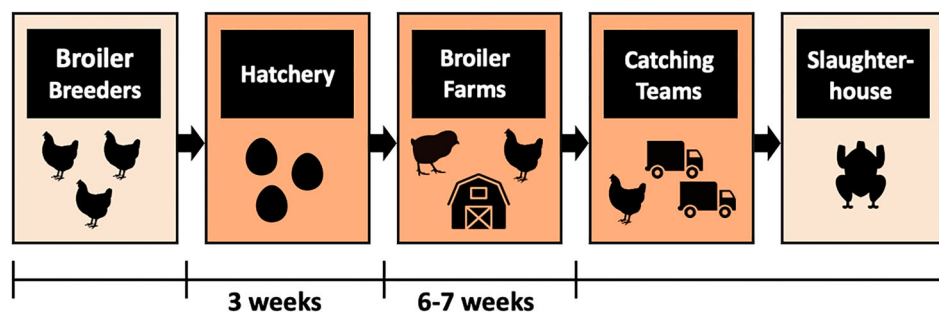 Broiler
Breeders
Hatchery
Broiler
Farms
Catching
Teams
Slaughter-
house
3 weeks
6-7 weeks